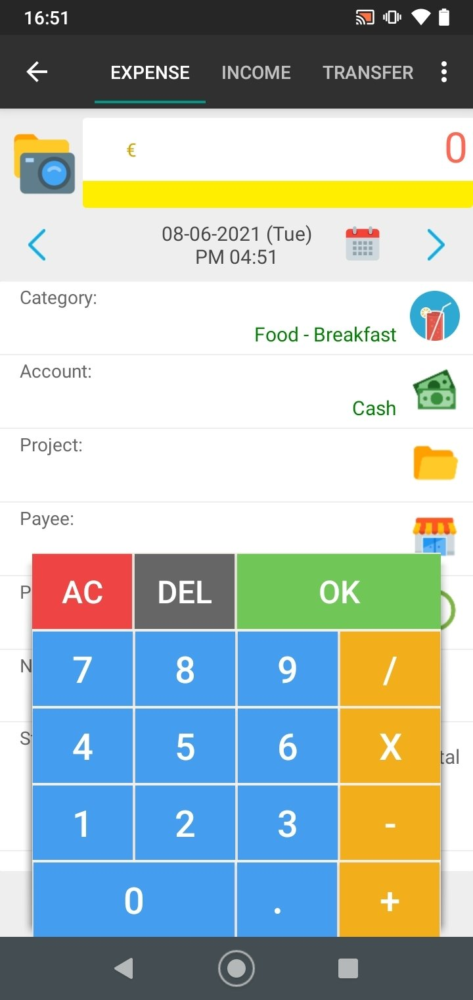 16:51
EXPENSE INCOME TRANSFER
€ 0
08-06-2021 (Tue)
PM 04:51
Category:
Food - Breakfast
Account:
Cash
Project:
Payee:
AC DEL OK
7 8 9 /
4 5 6 X
1 2 3 -
0 . +